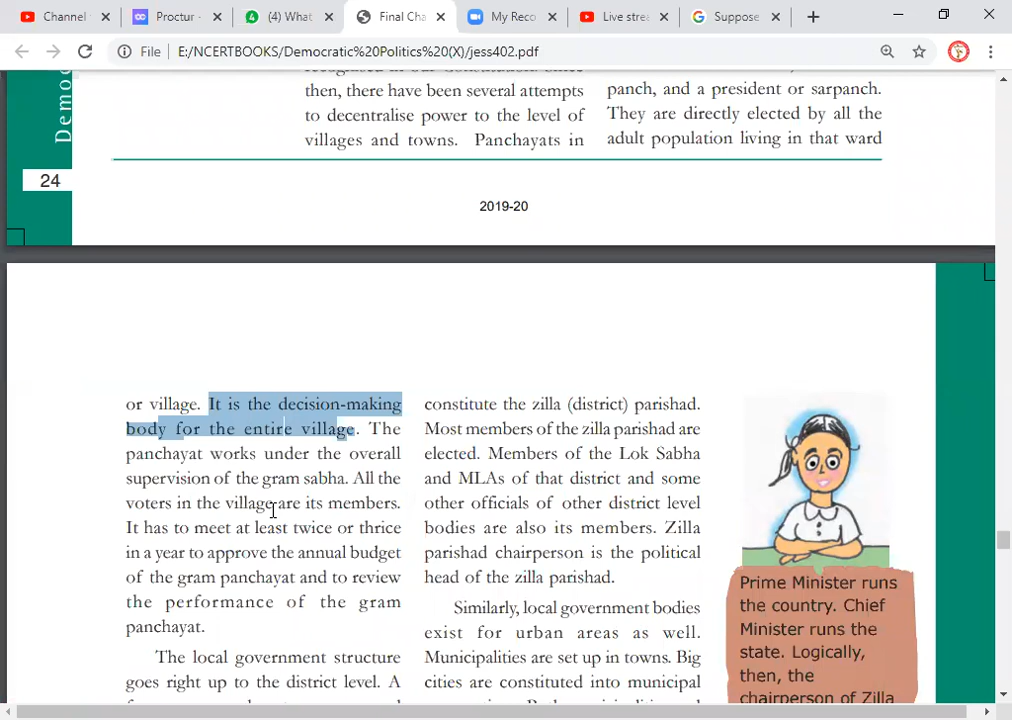 Channel
Proctur
(4) What
Final Cha
My Reco
Live strea
Suppose
File
E:/NCERTBOOKS/Democratic%20Politics%20(X)/jess402.pdf
Democ
then, there have been several attempts
to decentralise power to the level of
villages and towns. Panchayats in
panch, and a president or sarpanch.
They are directly elected by all the
adult population living in that ward
24
2019-20
or village. It is the decision-making
body for the entire village. The
panchayat works under the overall
supervision of the gram sabha. All the
voters in the village are its members.
It has to meet at least twice or thrice
in a year to approve the annual budget
of the gram panchayat and to review
the performance of the gram
panchayat.
The local government structure
goes right up to the district level. A
constitute the zilla (district) parishad.
Most members of the zilla parishad are
elected. Members of the Lok Sabha
and MLAs of that district and some
other officials of other district level
bodies are also its members. Zilla
parishad chairperson is the political
head of the zilla parishad.
Similarly, local government bodies
exist for urban areas as well.
Municipalities are set up in towns. Big
cities are constituted into municipal
Prime Minister runs
the country. Chief
Minister runs the
state. Logically,
then, the
chairperson of Zilla